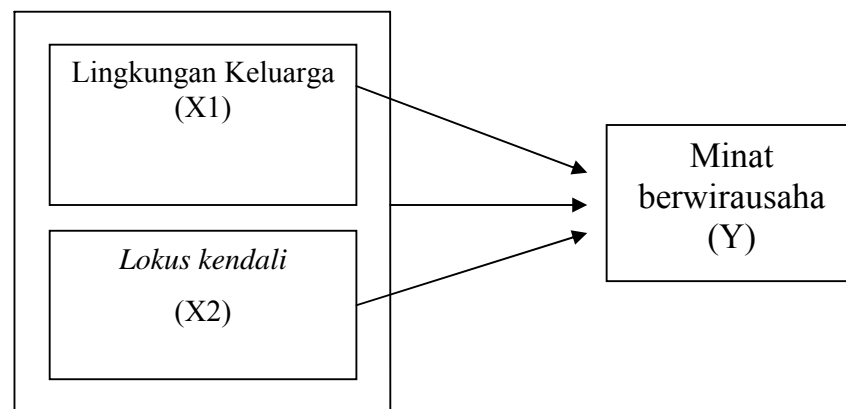 Lingkungan Keluarga
(X1)
Lokus kendali
(X2)
Minat
berwirausaha
(Y)